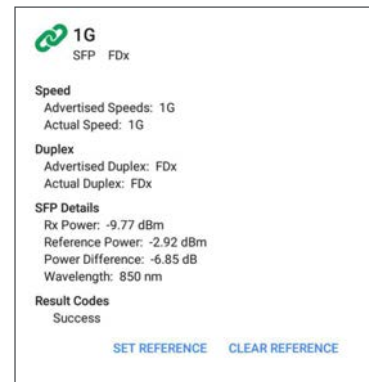 1G
SFP FDx
Speed
Advertised Speeds: 1G
Actual Speed: 1G
Duplex
Advertised Duplex: FDx
Actual Duplex: FDx
SFP Details
Rx Power: -9.77 dBm
Reference Power: -2.92 dBm
Power Difference: -6.85 dB
Wavelength: 850 nm
Result Codes
Success
SET REFERENCE CLEAR REFERENCE